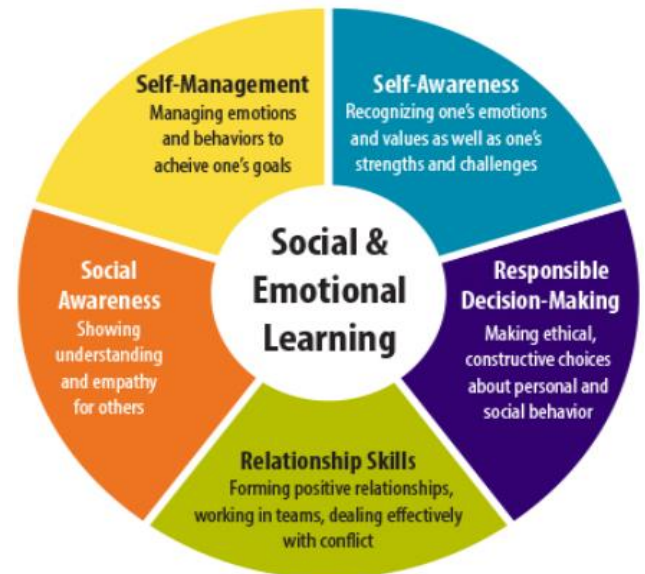 Self-Management
Managing emotions
and behaviors to
acheive one's goals
Self-Awareness
Recognizing one's emotions
and values as well as one's
strengths and challenges
Social &
Emotional
Learning
Social
Awareness
Showing
understanding
and empathy
for others
Responsible
Decision-Making
Making ethical,
constructive choices
about personal and
social behavior
Relationship Skills
Forming positive relationships,
working in teams, dealing effectively
with conflict